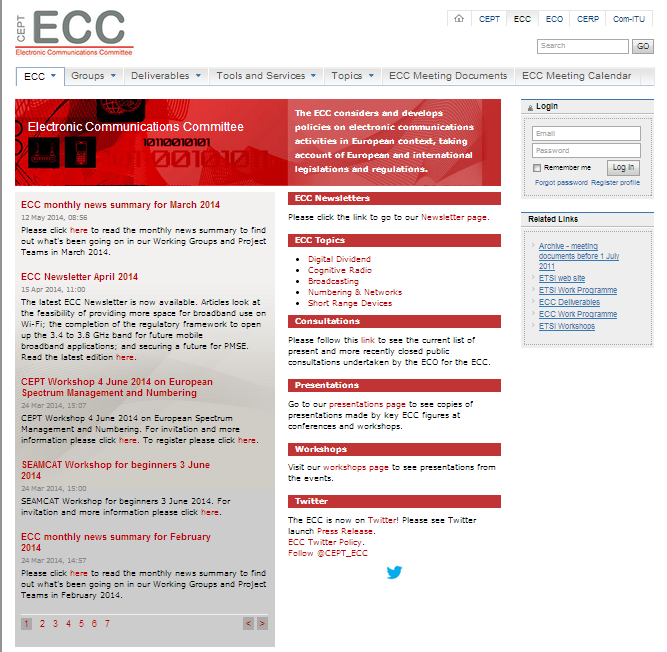 CEPT
ECC
Electronic Communications Committee
CEPT ECC ECO CERP Com-ITU
Search GO
ECC Groups Deliverables Tools and Services Topics ECC Meeting Documents ECC Meeting Calendar
Electronic Communications Committee
10110010101
The ECC considers and develops
policies on electronic communications
activities in European context, taking
account of European and international
legislations and regulations.
Login
Email
Password
Remember me Log In
Forgot password Register profile
Related Links
Archive - meeting
documents before 1 July
2011
ETSI web site
ETSI Work Programme
ECC Deliverables
ECC Work Programme
ETSI Workshops
ECC monthly news summary for March 2014
12 May 2014, 08:56
Please click here to read the monthly news summary to find
out what's been going on in our Working Groups and Project
Teams in March 2014.
ECC Newsletter April 2014
15 Apr 2014, 11:00
The latest ECC Newsletter is now available. Articles look at
the feasibility of providing more space for broadband use on
Wi-Fi; the completion of the regulatory framework to open
up the 3.4 to 3.8 GHz band for future mobile
broadband applications; and securing a future for PMSE.
Read the latest edition here.
CEPT Workshop 4 June 2014 on European
Spectrum Management and Numbering
24 Mar 2014, 15:07
CEPT Workshop 4 June 2014 on European Spectrum
Management and Numbering. For invitation and more
information please click here. To register please click here.
SEAMCAT Workshop for beginners 3 June
2014
24 Mar 2014, 15:00
SEAMCAT Workshop for beginners 3 June 2014. For
invitation and more information please click here.
ECC monthly news summary for February
2014
24 Mar 2014, 14:57
Please click here to read the monthly news summary to find
out what's been going on in our Working Groups and Project
Teams in February 2014.
1 2 3 4 5 6 7 < >
ECC Newsletters
Please click the link to go to our Newsletter page.
ECC Topics
Digital Dividend
Cognitive Radio
Broadcasting
Numbering & Networks
Short Range Devices
Consultations
Please follow this link to see the current list of
present and more recently closed public
consultations undertaken by the ECO for the ECC.
Presentations
Go to our presentations page to see copies of
presentations made by key ECC figures at
conferences and workshops.
Workshops
Visit our workshops page to see presentations from
the events.
Twitter
The ECC is now on Twitter! Please see Twitter
launch Press Release.
ECC Twitter Policy.
Follow @CEPT_ECC